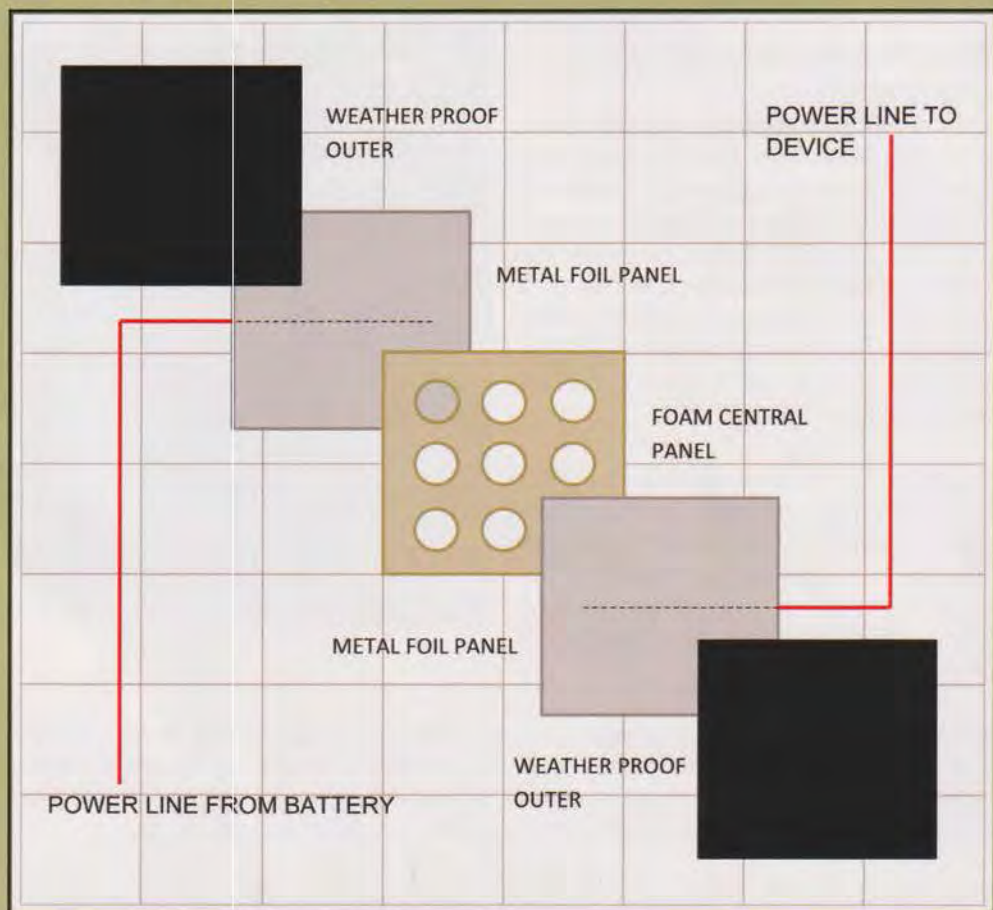 WEATHER PROOF
OUTER
POWER LINE TO
DEVICE
METAL FOIL PANEL
FOAM CENTRAL
PANEL
METAL FOIL PANEL
WEATHER PROOF
OUTER
POWER LINE FROM BATTERY